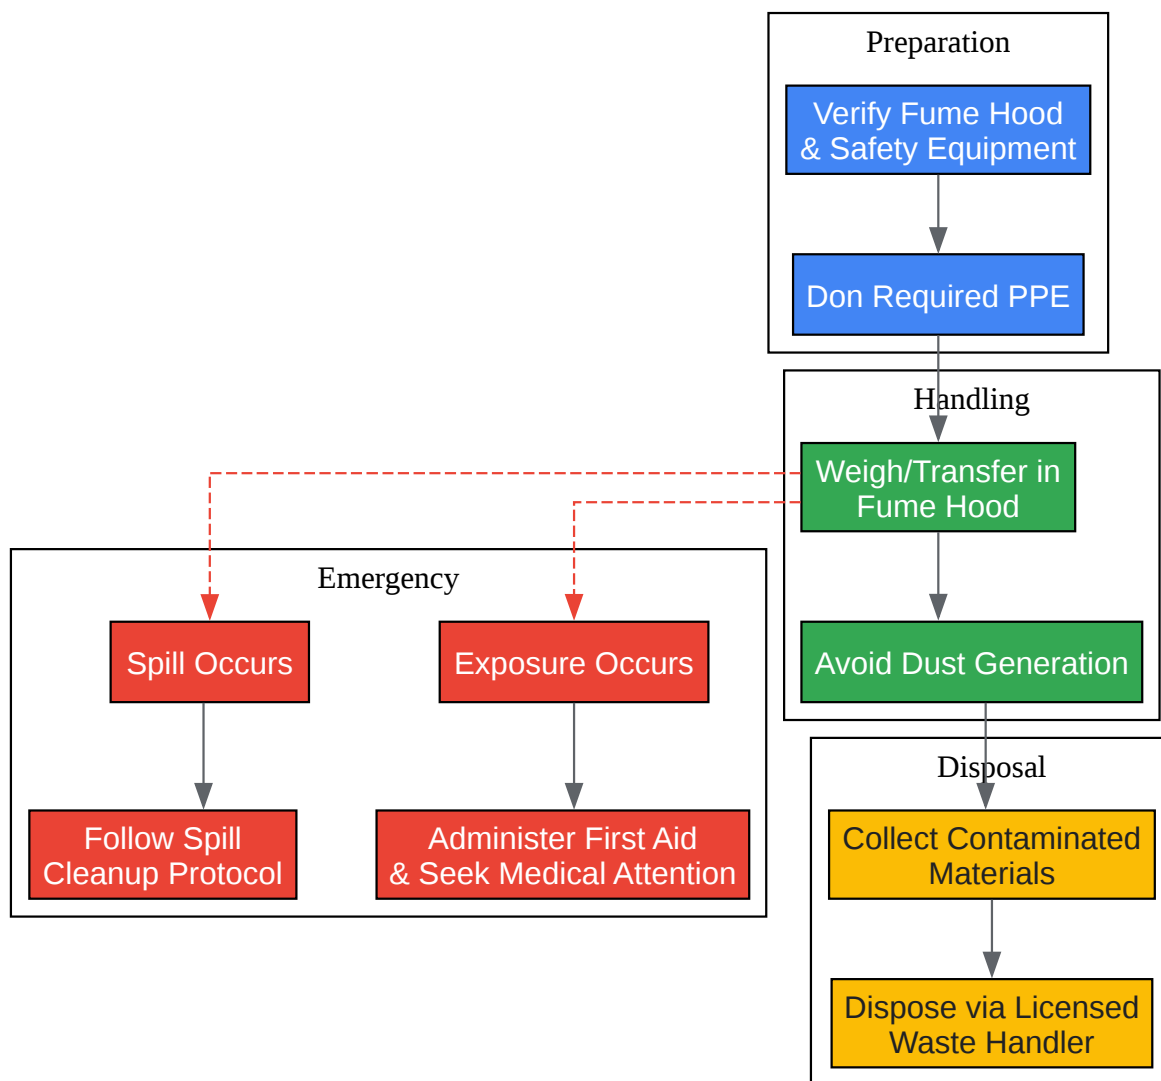 Preparation
Verify Fume Hood
& Safety Equipment
Don Required PPE
Handling
Weigh/Transfer in
Fume Hood
Avoid Dust Generation
Emergency
Spill Occurs
Exposure Occurs
Follow Spill
Cleanup Protocol
Administer First Aid
& Seek Medical Attention
Disposal
Collect Contaminated
Materials
Dispose via Licensed
Waste Handler